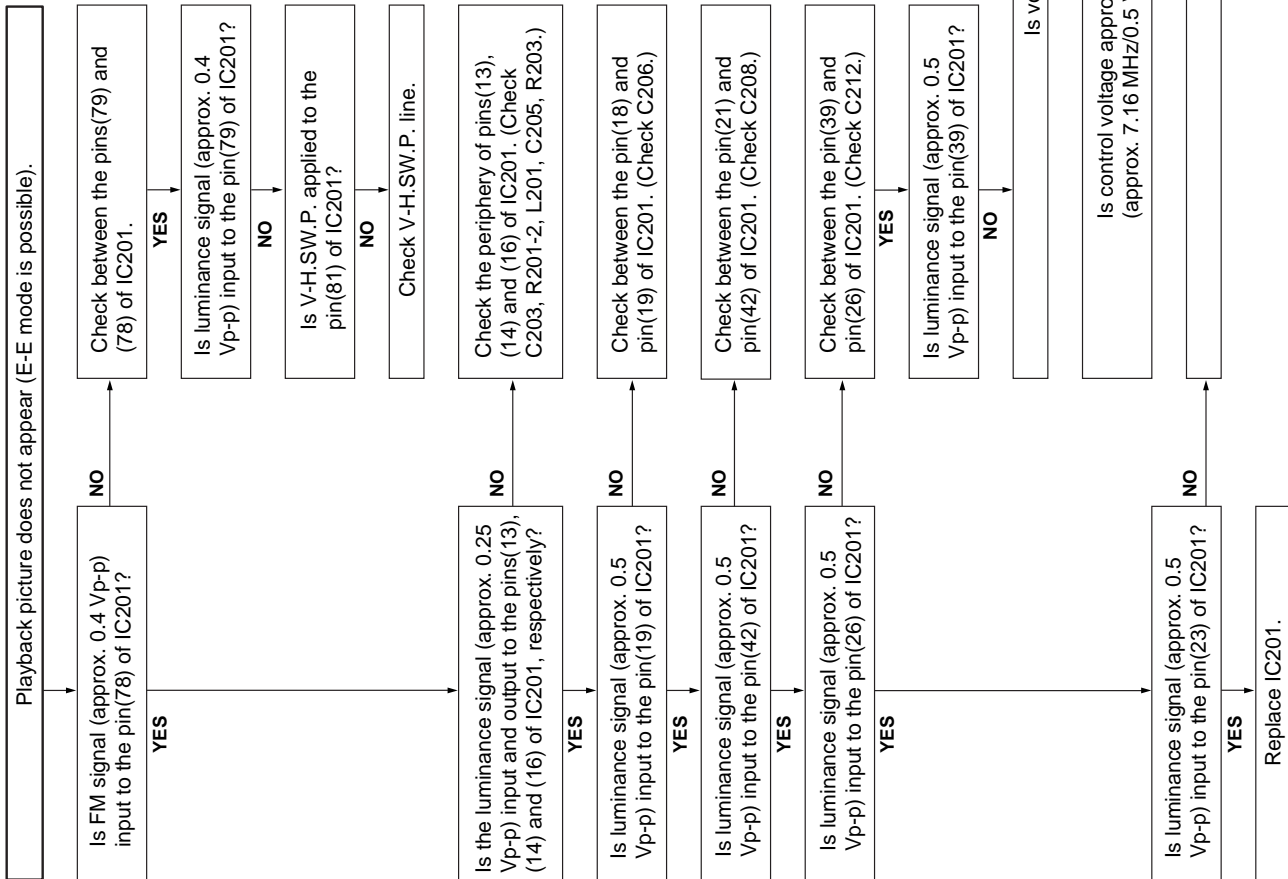 Playback picture does not appear (E-E mode is possible).
Is FM signal (approx. 0.4 Vp-p)
input to the pin(78) of IC201?
NO
YES
Check between the pins(79) and
(78) of IC201.
YES
Is luminance signal (approx. 0.4
Vp-p) input to the pin(79) of IC201?
NO
Is V-H.SW.P. applied to the
pin(81) of IC201?
NO
Check V-H.SW.P. line.
Is the luminance signal (approx. 0.25
Vp-p) input and output to the pins(13),
(14) and (16) of IC201, respectively?
NO
YES
Check the periphery of pins(13),
(14) and (16) of IC201. (Check
C203, R201-2, L201, C205, R203.)
Is luminance signal (approx. 0.5
Vp-p) input to the pin(19) of IC201?
NO
YES
Check between the pin(18) and
pin(19) of IC201. (Check C206.)
Is luminance signal (approx. 0.5
Vp-p) input to the pin(42) of IC201?
NO
YES
Check between the pin(21) and
pin(42) of IC201. (Check C208.)
Is luminance signal (approx. 0.5
Vp-p) input to the pin(26) of IC201?
NO
YES
Check between the pin(39) and
pin(26) of IC201. (Check C212.)
YES
Is luminance signal (approx. 0.5
Vp-p) input to the pin(39) of IC201?
NO
Is
Is control voltage
(approx. 7.16 MHz/0.5
Is luminance signal (approx. 0.5
Vp-p) input to the pin(23) of IC201?
NO
YES
Replace IC201.